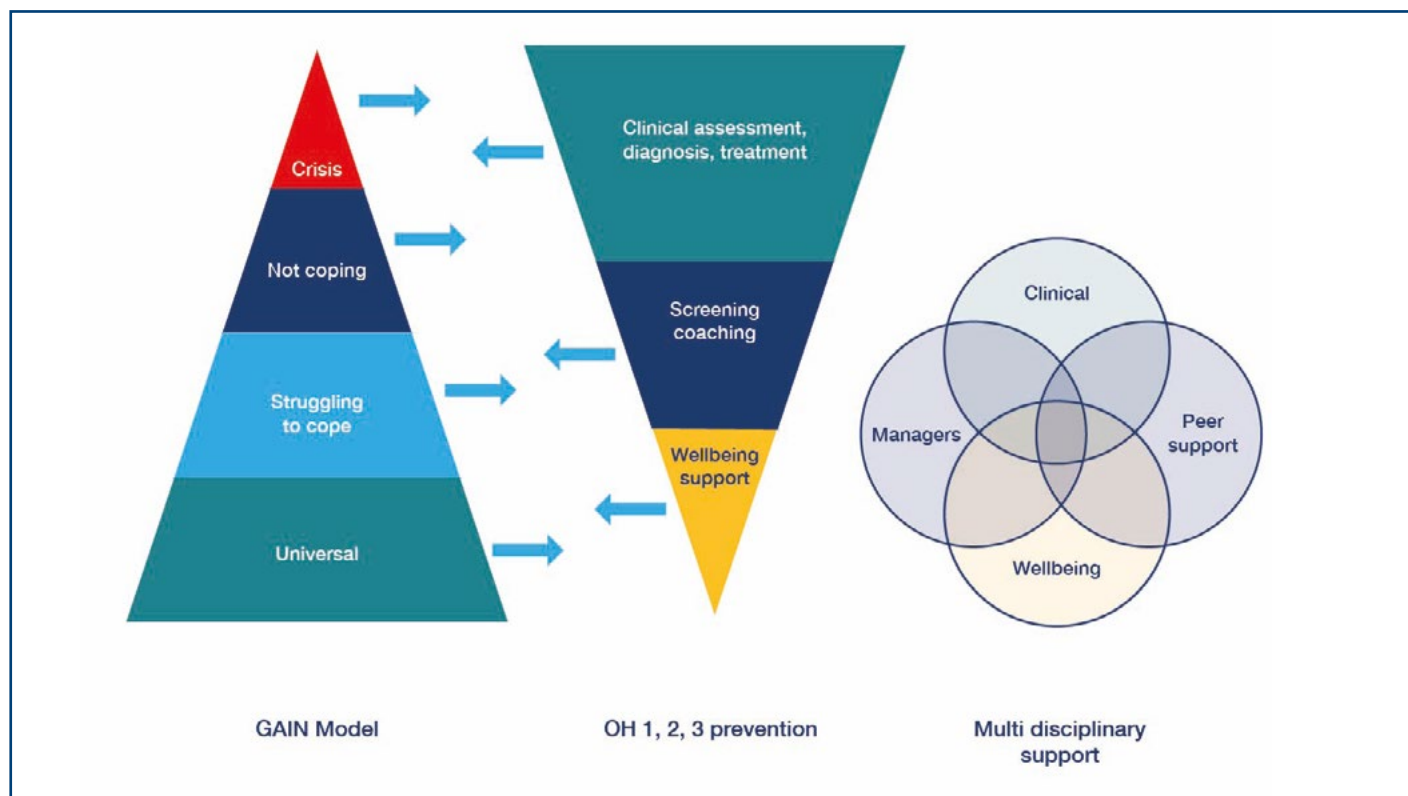 Crisis
Not coping
Struggling
to cope
Universal
Clinical assessment,
diagnosis, treatment
Screening
coaching
Wellbeing
support
Clinical
Managers
Peer
support
Wellbeing
GAIN Model
OH 1, 2, 3 prevention
Multi disciplinary
support